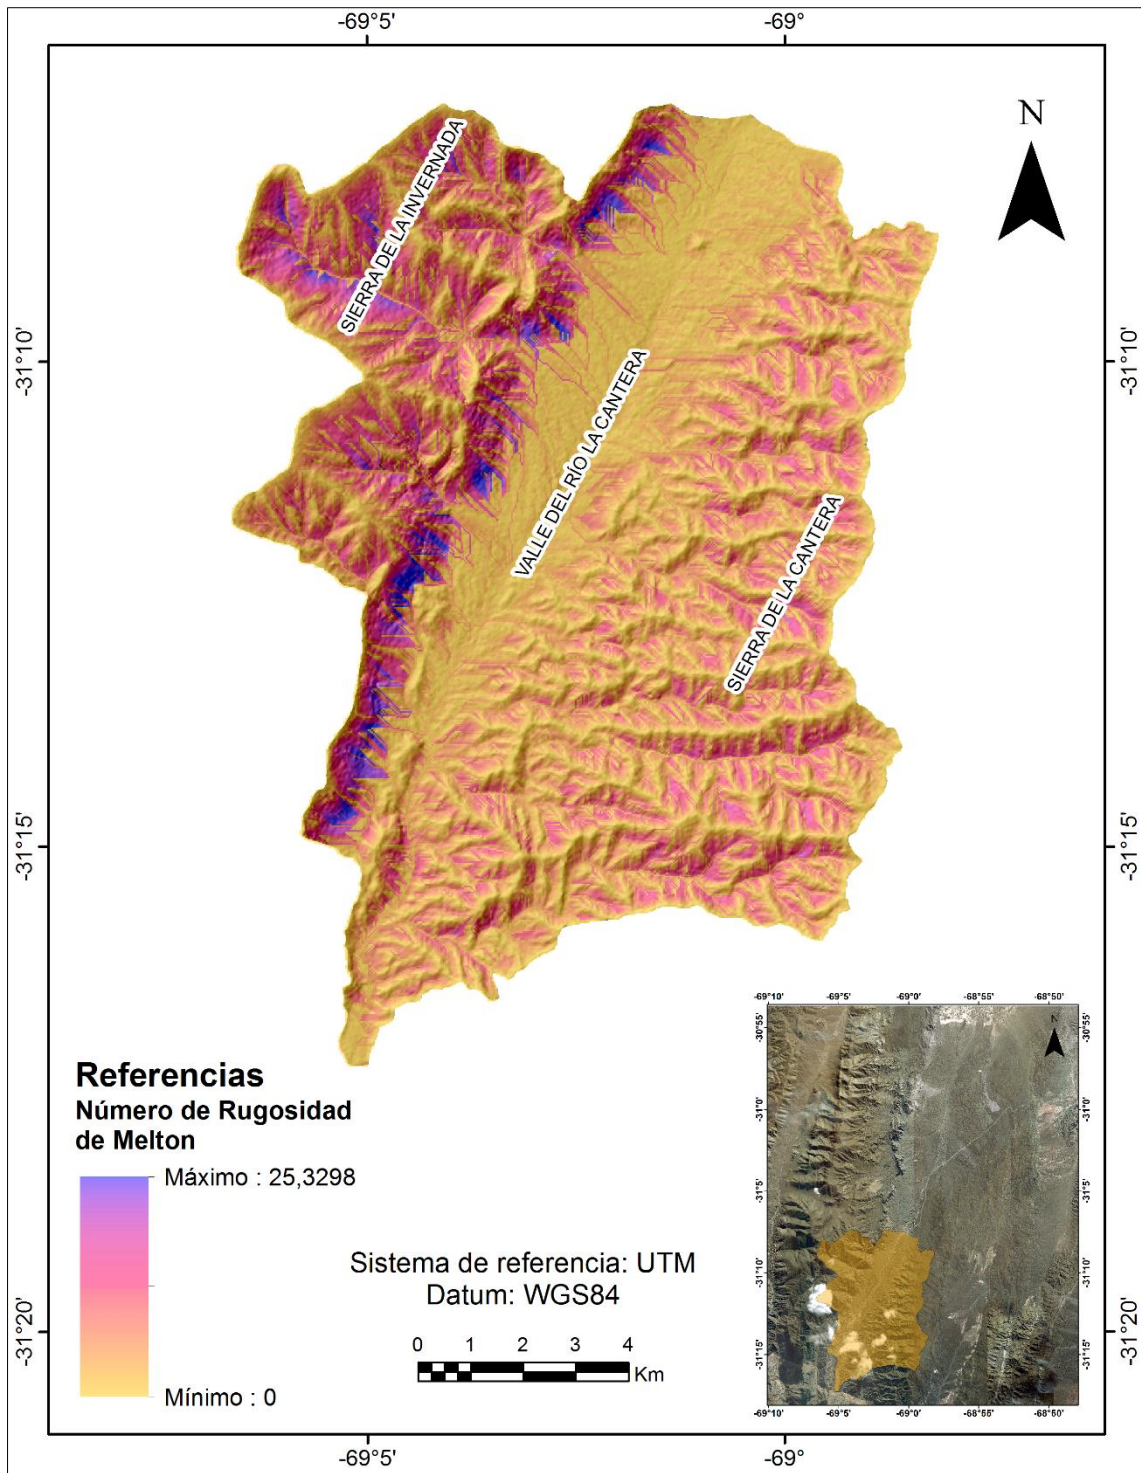 -69°5'
-69°
N
SIERRA DE LA INVERNADA
-31°10'
-31°10'
VALLE DEL RÍO LA CANTERA
SIERRA DE LA CANTERA
-31°15'
-31°15'
Referencias
Número de Rugosidad
de Melton
Máximo : 25,3298
Mínimo : 0
Sistema de referencia: UTM
Datum: WGS84
0 1 2 3 4
Km
-31°20'
-31°20'
-69°5'
-69°
-69°10' -69°5' -69°0' -68°55' -68°50'
N
-30°55'
-30°55'
-31°0'
-31°0'
-31°5'
-31°5'
-31°10'
-31°10'
-31°15'
-31°15'
-69°10' -69°5' -69°0' -68°55' -68°50'